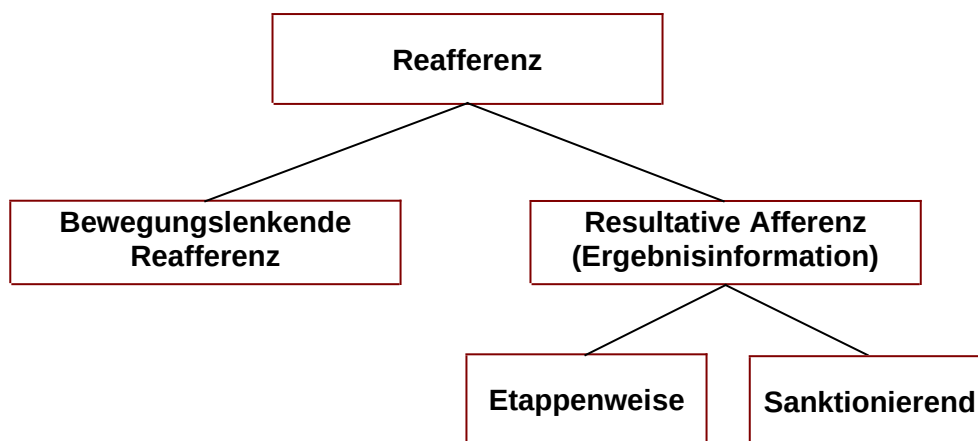 Reafferenz
Bewegungslenkende
Reafferenz
Resultative Afferenz
(Ergebnisinformation)
Etappenweise
Sanktionierend